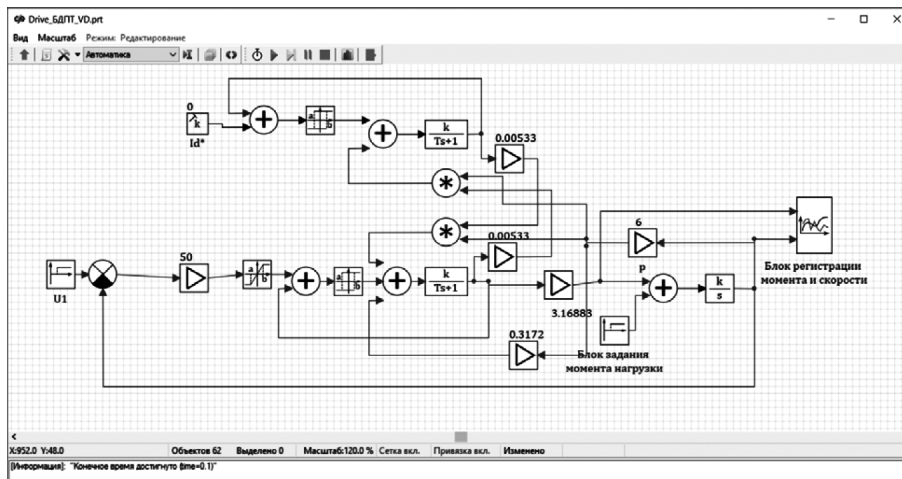 Drive_БДПТ_VD.prt
Вид Масштаб Режим: Редактирование
Автоматика
0
k
Id*
a
b
k
Ts+1
0.00533
6
p
Блок регистрации
момента и скорости
50
U1
a
b
a
b
k
Ts+1
0.00533
3.16883
k
s
0.3172
Блок задания
момента нагрузки
X:952.0 Y:48.0 Объектов 62 Выделено 0 Масштаб:120.0 % Сетка вкл. Привязка вкл. Изменено
[Информация]: "Конечное время достигнуто (time=0.1)"